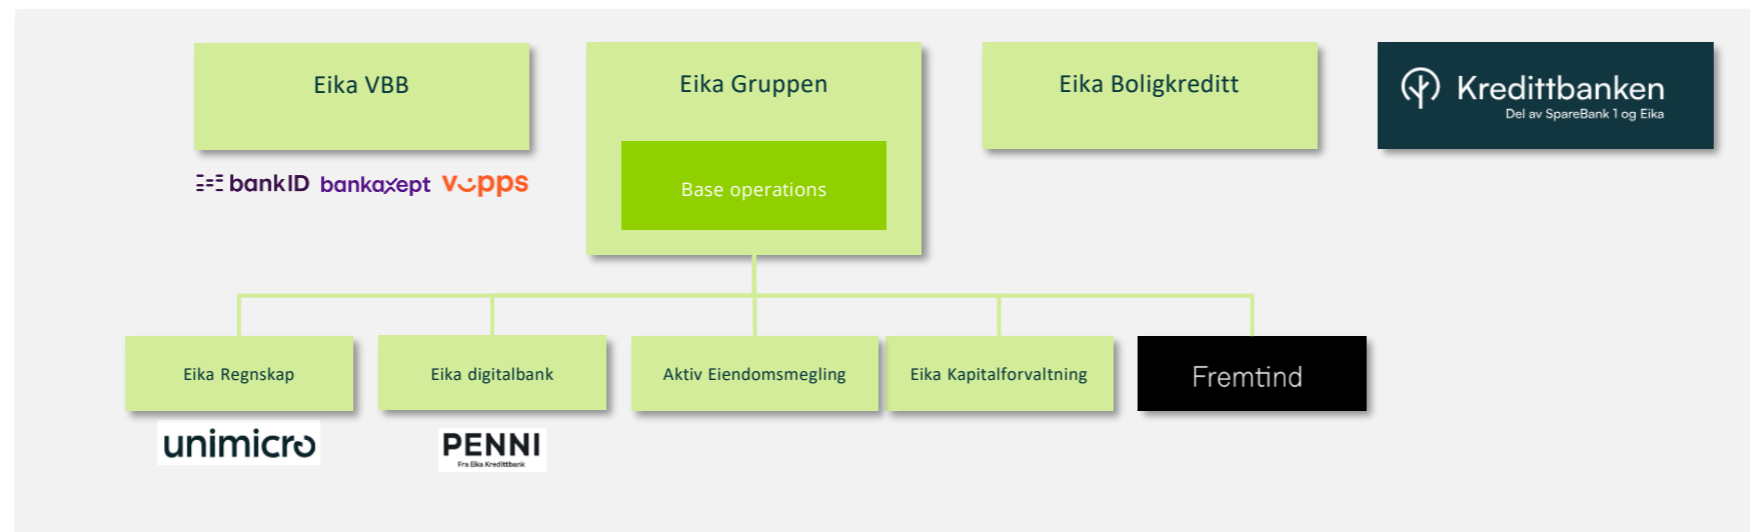 Eika VBB
Eika Gruppen
Eika Boligkreditt
Kredittbanken
Del av SpareBank 1 og Eika
bankID bankaxept vipps
Base operations
Eika Regnskap
Eika digitalbank
Aktiv Eiendomsmegling
Eika Kapitalforvaltning
Fremtind
unimicro
PENNI
Fra Eika Kredittbank